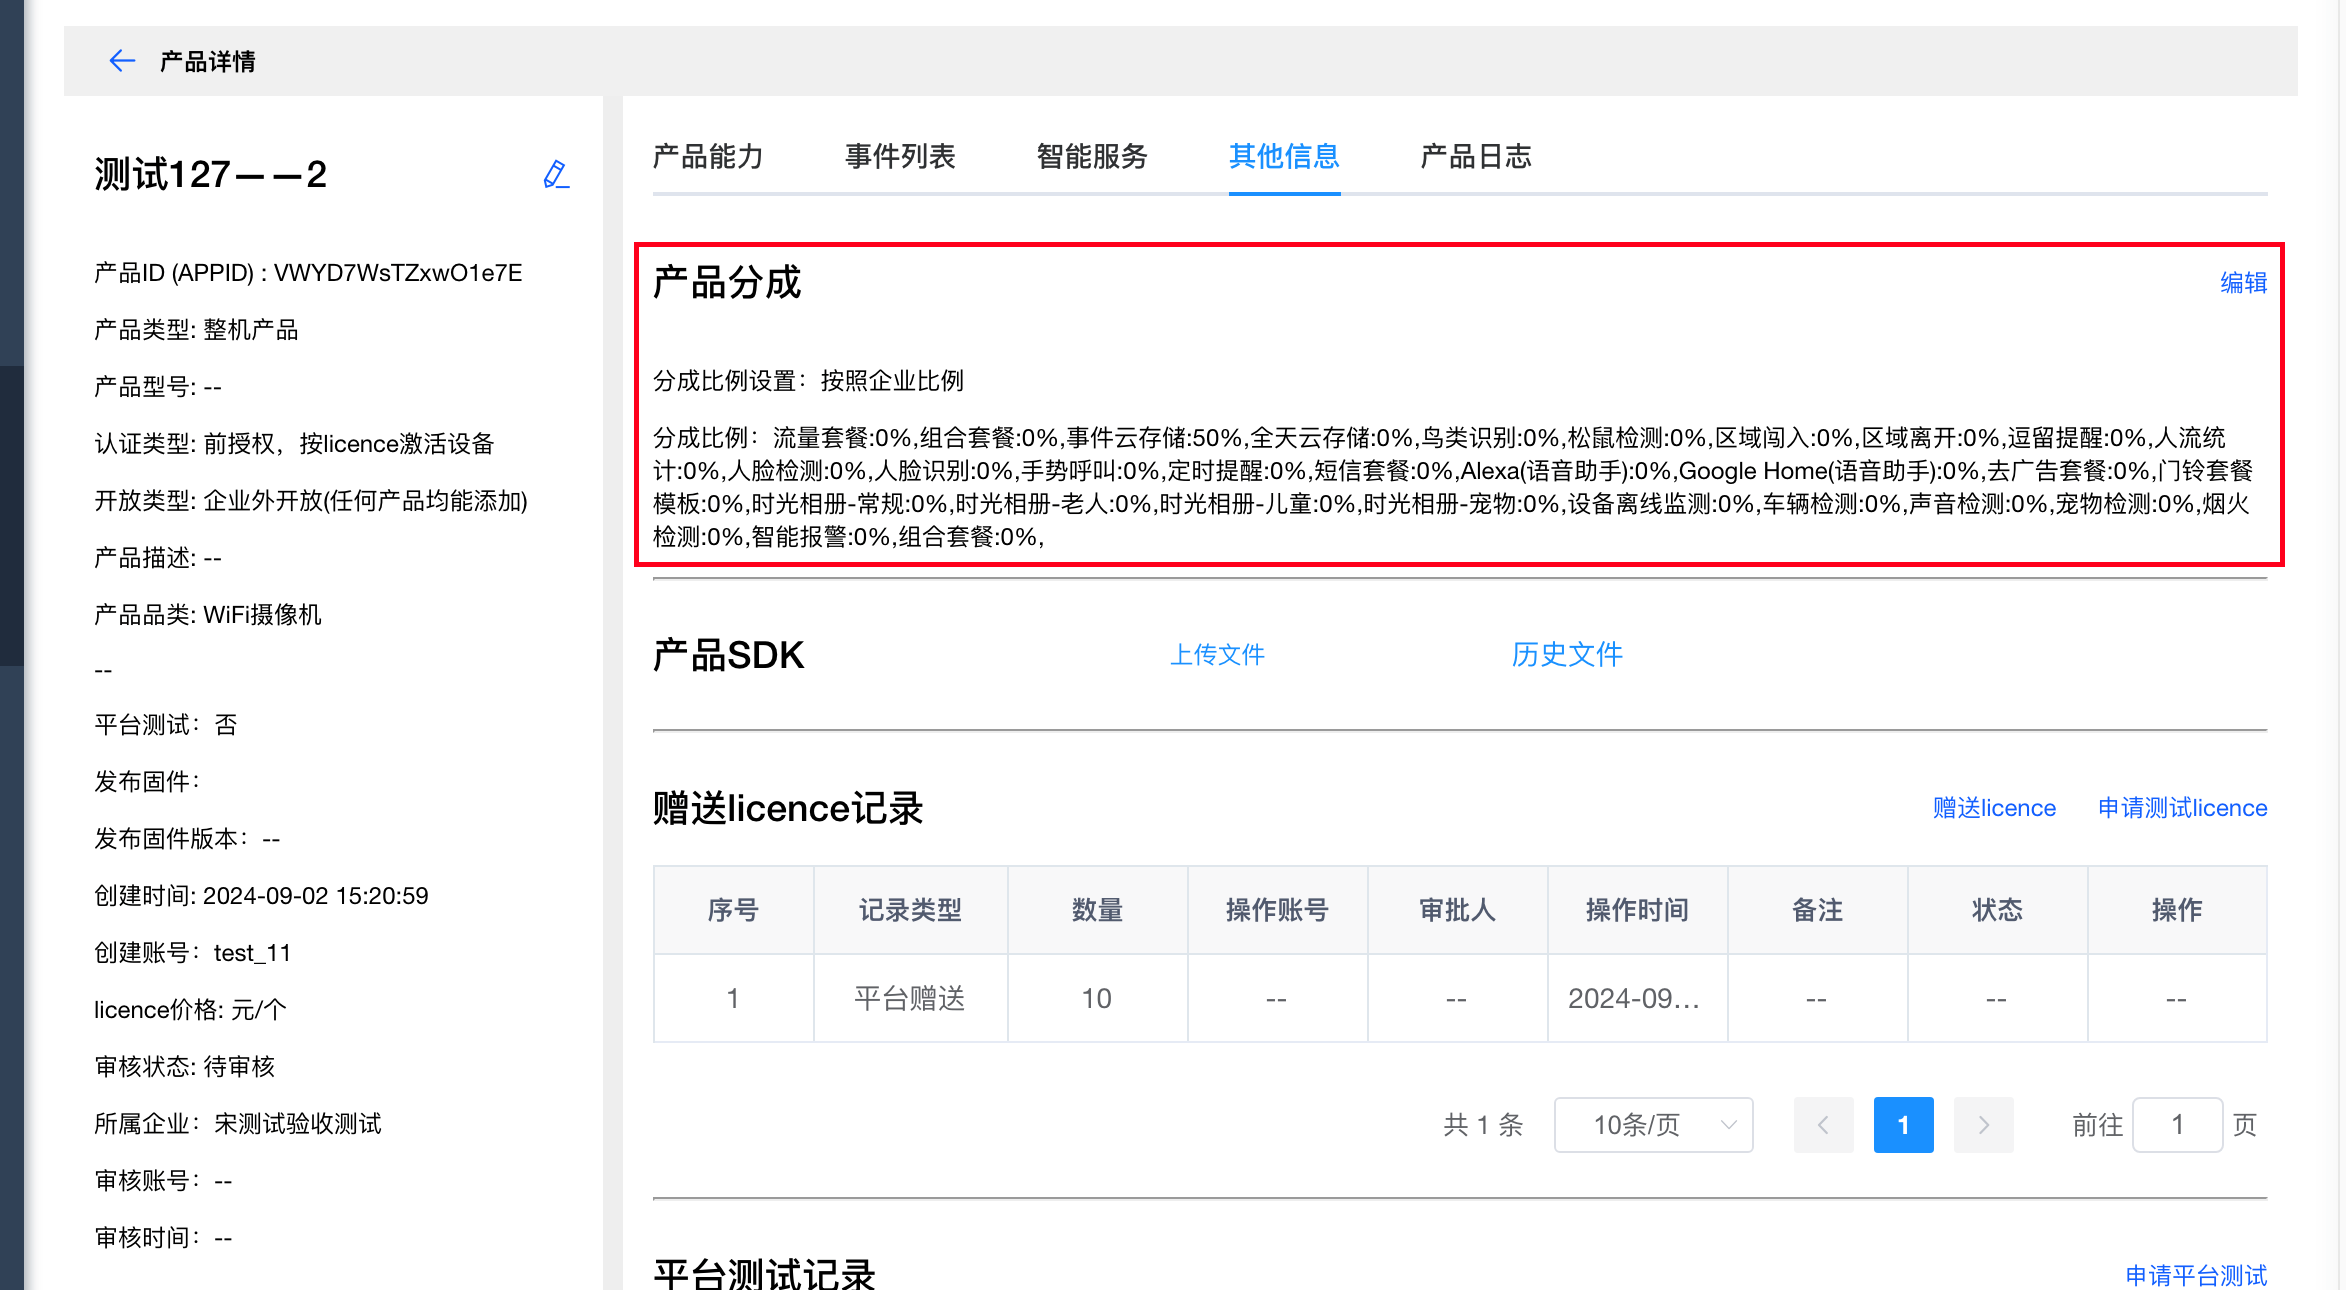 产品详情
测试127——2
产品ID (APPID) : VWYD7WsTZxwO1e7E
产品类型: 整机产品
产品型号: --
认证类型: 前授权，按licence激活设备
开放类型: 企业外开放(任何产品均能添加)
产品描述: --
产品品类: WiFi摄像机
--
平台测试：否
发布固件：
发布固件版本：--
创建时间: 2024-09-02 15:20:59
创建账号：test_11
licence价格: 元/个
审核状态: 待审核
所属企业：宋测试验收测试
审核账号：--
审核时间：--
产品能力 事件列表 智能服务 其他信息 产品日志
产品分成 编辑
分成比例设置：按照企业比例
分成比例：流量套餐:0%,组合套餐:0%,事件云存储:50%,全天云存储:0%,鸟类识别:0%,松鼠检测:0%,区域闯入:0%,区域离开:0%,逗留提醒:0%,人流统
计:0%,人脸检测:0%,人脸识别:0%,手势呼叫:0%,定时提醒:0%,短信套餐:0%,Alexa(语音助手):0%,Google Home(语音助手):0%,去广告套餐:0%,门铃套餐
模板:0%,时光相册-常规:0%,时光相册-老人:0%,时光相册-儿童:0%,时光相册-宠物:0%,设备离线监测:0%,车辆检测:0%,声音检测:0%,宠物检测:0%,烟火
检测:0%,智能报警:0%,组合套餐:0%,
产品SDK 上传文件 历史文件
赠送licence记录 赠送licence 申请测试licence
序号 记录类型 数量 操作账号 审批人 操作时间 备注 状态 操作
1 平台赠送 10 -- -- 2024-09... -- -- --
共 1 条 10条/页 1 前往 1 页
平台测试记录 申请平台测试